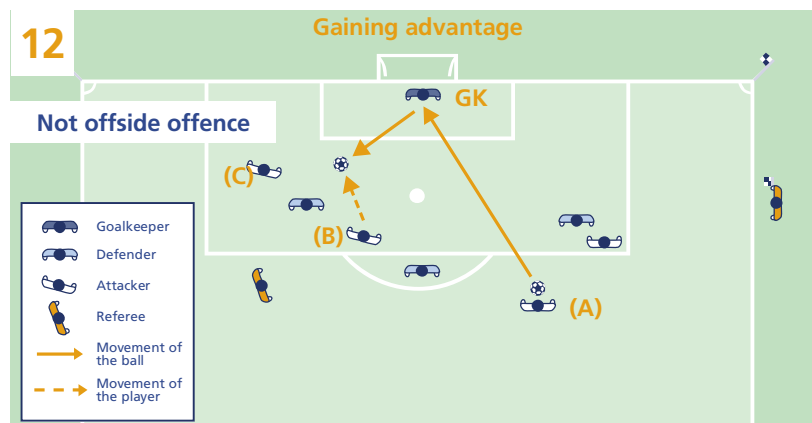 12
Gaining advantage
GK
Not offside offence
(C)
(B)
(A)
Goalkeeper
Defender
Attacker
Referee
Movement of
the ball
Movement of
the player